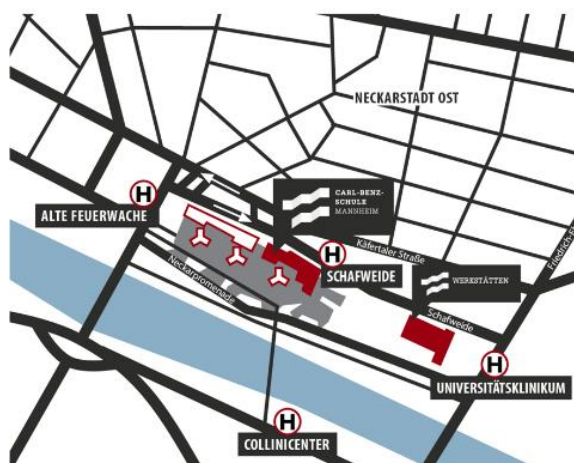 NECKARSTADT OST
H
ALTE FEUERWACHE
CARL-BENZ-
SCHULE
MANNHEIM
H
SCHAFWEIDE
Käfertaler Straße
Neckarpromenade
WERKSTÄTTEN
Schafweide
H
UNIVERSITÄTSKLINIKUM
H
COLLINICENTER